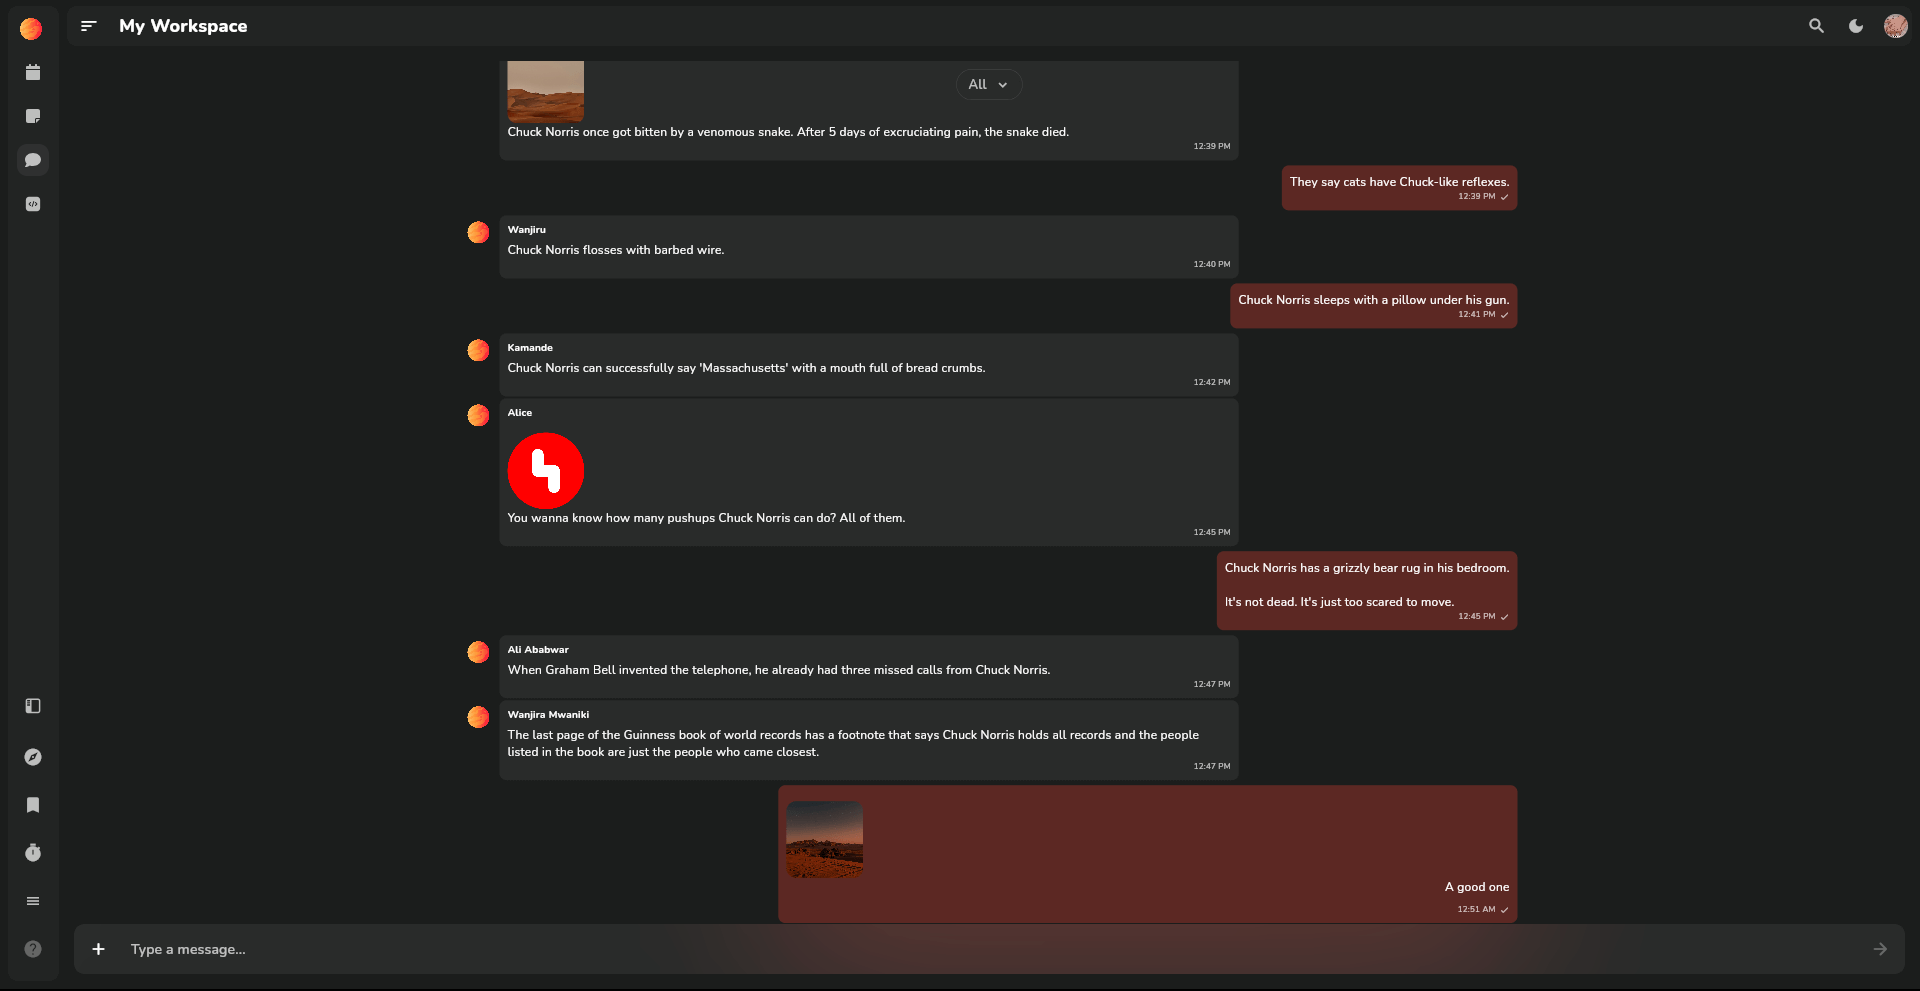 My Workspace
All
Chuck Norris once got bitten by a venomous snake. After 5 days of excruciating pain, the snake died.
12:39 PM
They say cats have Chuck-like reflexes.
12:39 PM
Wanjiru
Chuck Norris flosses with barbed wire.
12:40 PM
Chuck Norris sleeps with a pillow under his gun.
12:41 PM
Kamande
Chuck Norris can successfully say 'Massachusetts' with a mouth full of bread crumbs.
12:42 PM
Alice
You wanna know how many pushups Chuck Norris can do? All of them.
12:45 PM
Chuck Norris has a grizzly bear rug in his bedroom.
It's not dead. It's just too scared to move.
12:45 PM
Ali Ababwar
When Graham Bell invented the telephone, he already had three missed calls from Chuck Norris.
12:47 PM
Wanjira Mwaniki
The last page of the Guinness book of world records has a footnote that says Chuck Norris holds all records and the people
listed in the book are just the people who came closest.
12:47 PM
A good one
12:51 AM
Type a message...